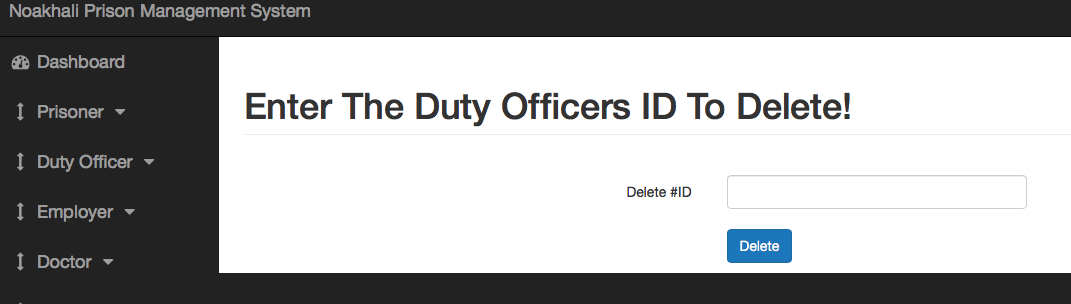 Noakhali Prison Management System
Dashboard
Prisoner
Duty Officer
Employer
Doctor
Enter The Duty Officers ID To Delete!
Delete #ID
Delete